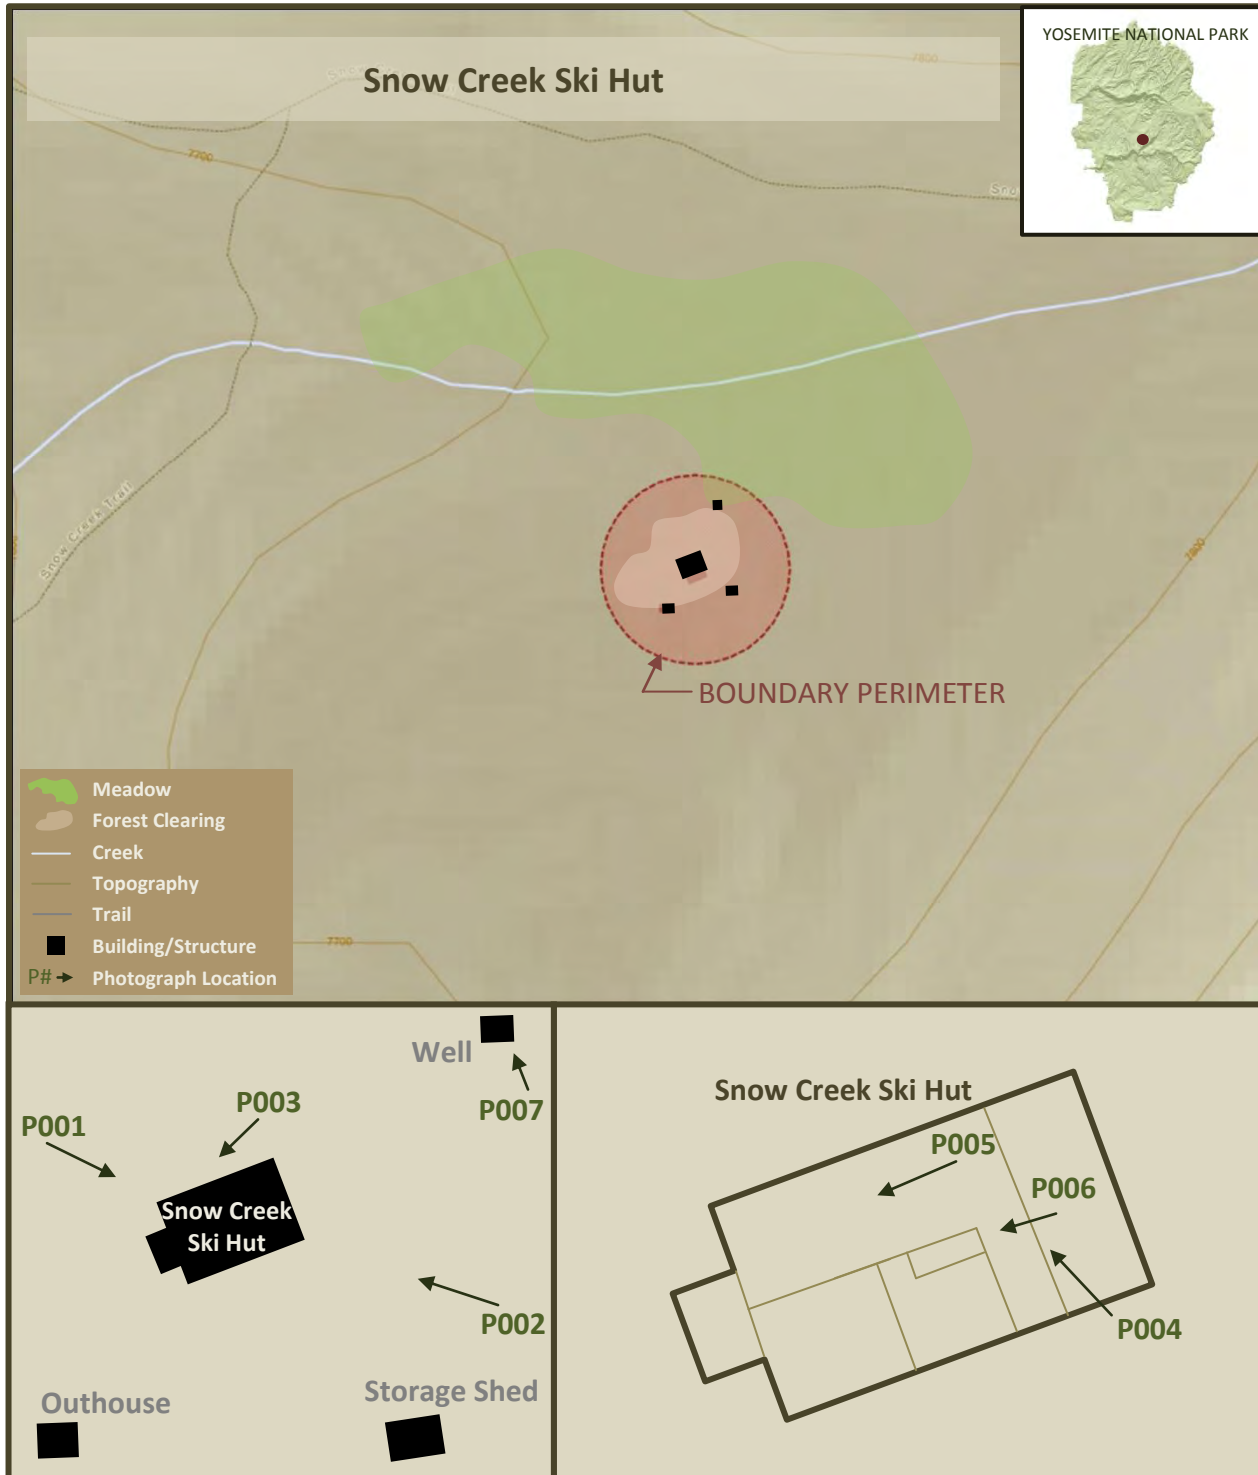 Snow Creek Ski Hut
YOSEMITE NATIONAL PARK
7800
7700
Snow Creek Trail
7800
BOUNDARY PERIMETER
Meadow
Forest Clearing
Creek
Topography
Trail
Building/Structure
P# Photograph Location
7700
Well
P007
P003
P001
Snow Creek
Ski Hut
P002
Outhouse
Storage Shed
Snow Creek Ski Hut
P005
P006
P004